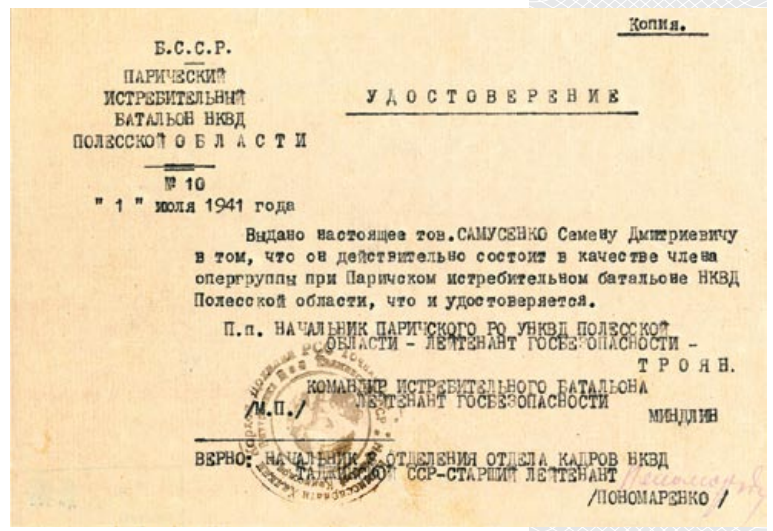 Копия.
Б.С.С.Р.
ПАРИЧЕСКИЙ
ИСТРЕБИТЕЛЬНЫЙ
БАТАЛЬОН НКВД
ПОЛЕССКОЙ ОБЛАСТИ
УДОСТОВЕРЕНИЕ
№ 10
" 1 " июля 1941 года
Выдано настоящее тов.САМУСЕНКО Семену Дмитриевичу
в том, что он действительно состоит в качестве члена
опергруппы при Паричском истребительном батальоне НКВД
Полесской области, что и удостоверяется.
П.п. НАЧАЛЬНИК ПАРИЧСКОГО РО УНКВД ПОЛЕССКОЙ
ОБЛАСТИ - ЛЕЙТЕНАНТ ГОСБЕЗОПАСНОСТИ -
ТРОЯН.
КОМАНДИР ИСТРЕБИТЕЛЬНОГО БАТАЛЬОНА
/М.П./ ЛЕЙТЕНАНТ ГОСБЕЗОПАСНОСТИ
МИНДЛИН
ВЕРНО: НАЧАЛЬНИК ОТДЕЛЕНИЯ ОТДЕЛА КАДРОВ НКВД
ССР-СТАРШИЙ ЛЕЙТЕНАНТ
/ПОНОМАРЕНКО /